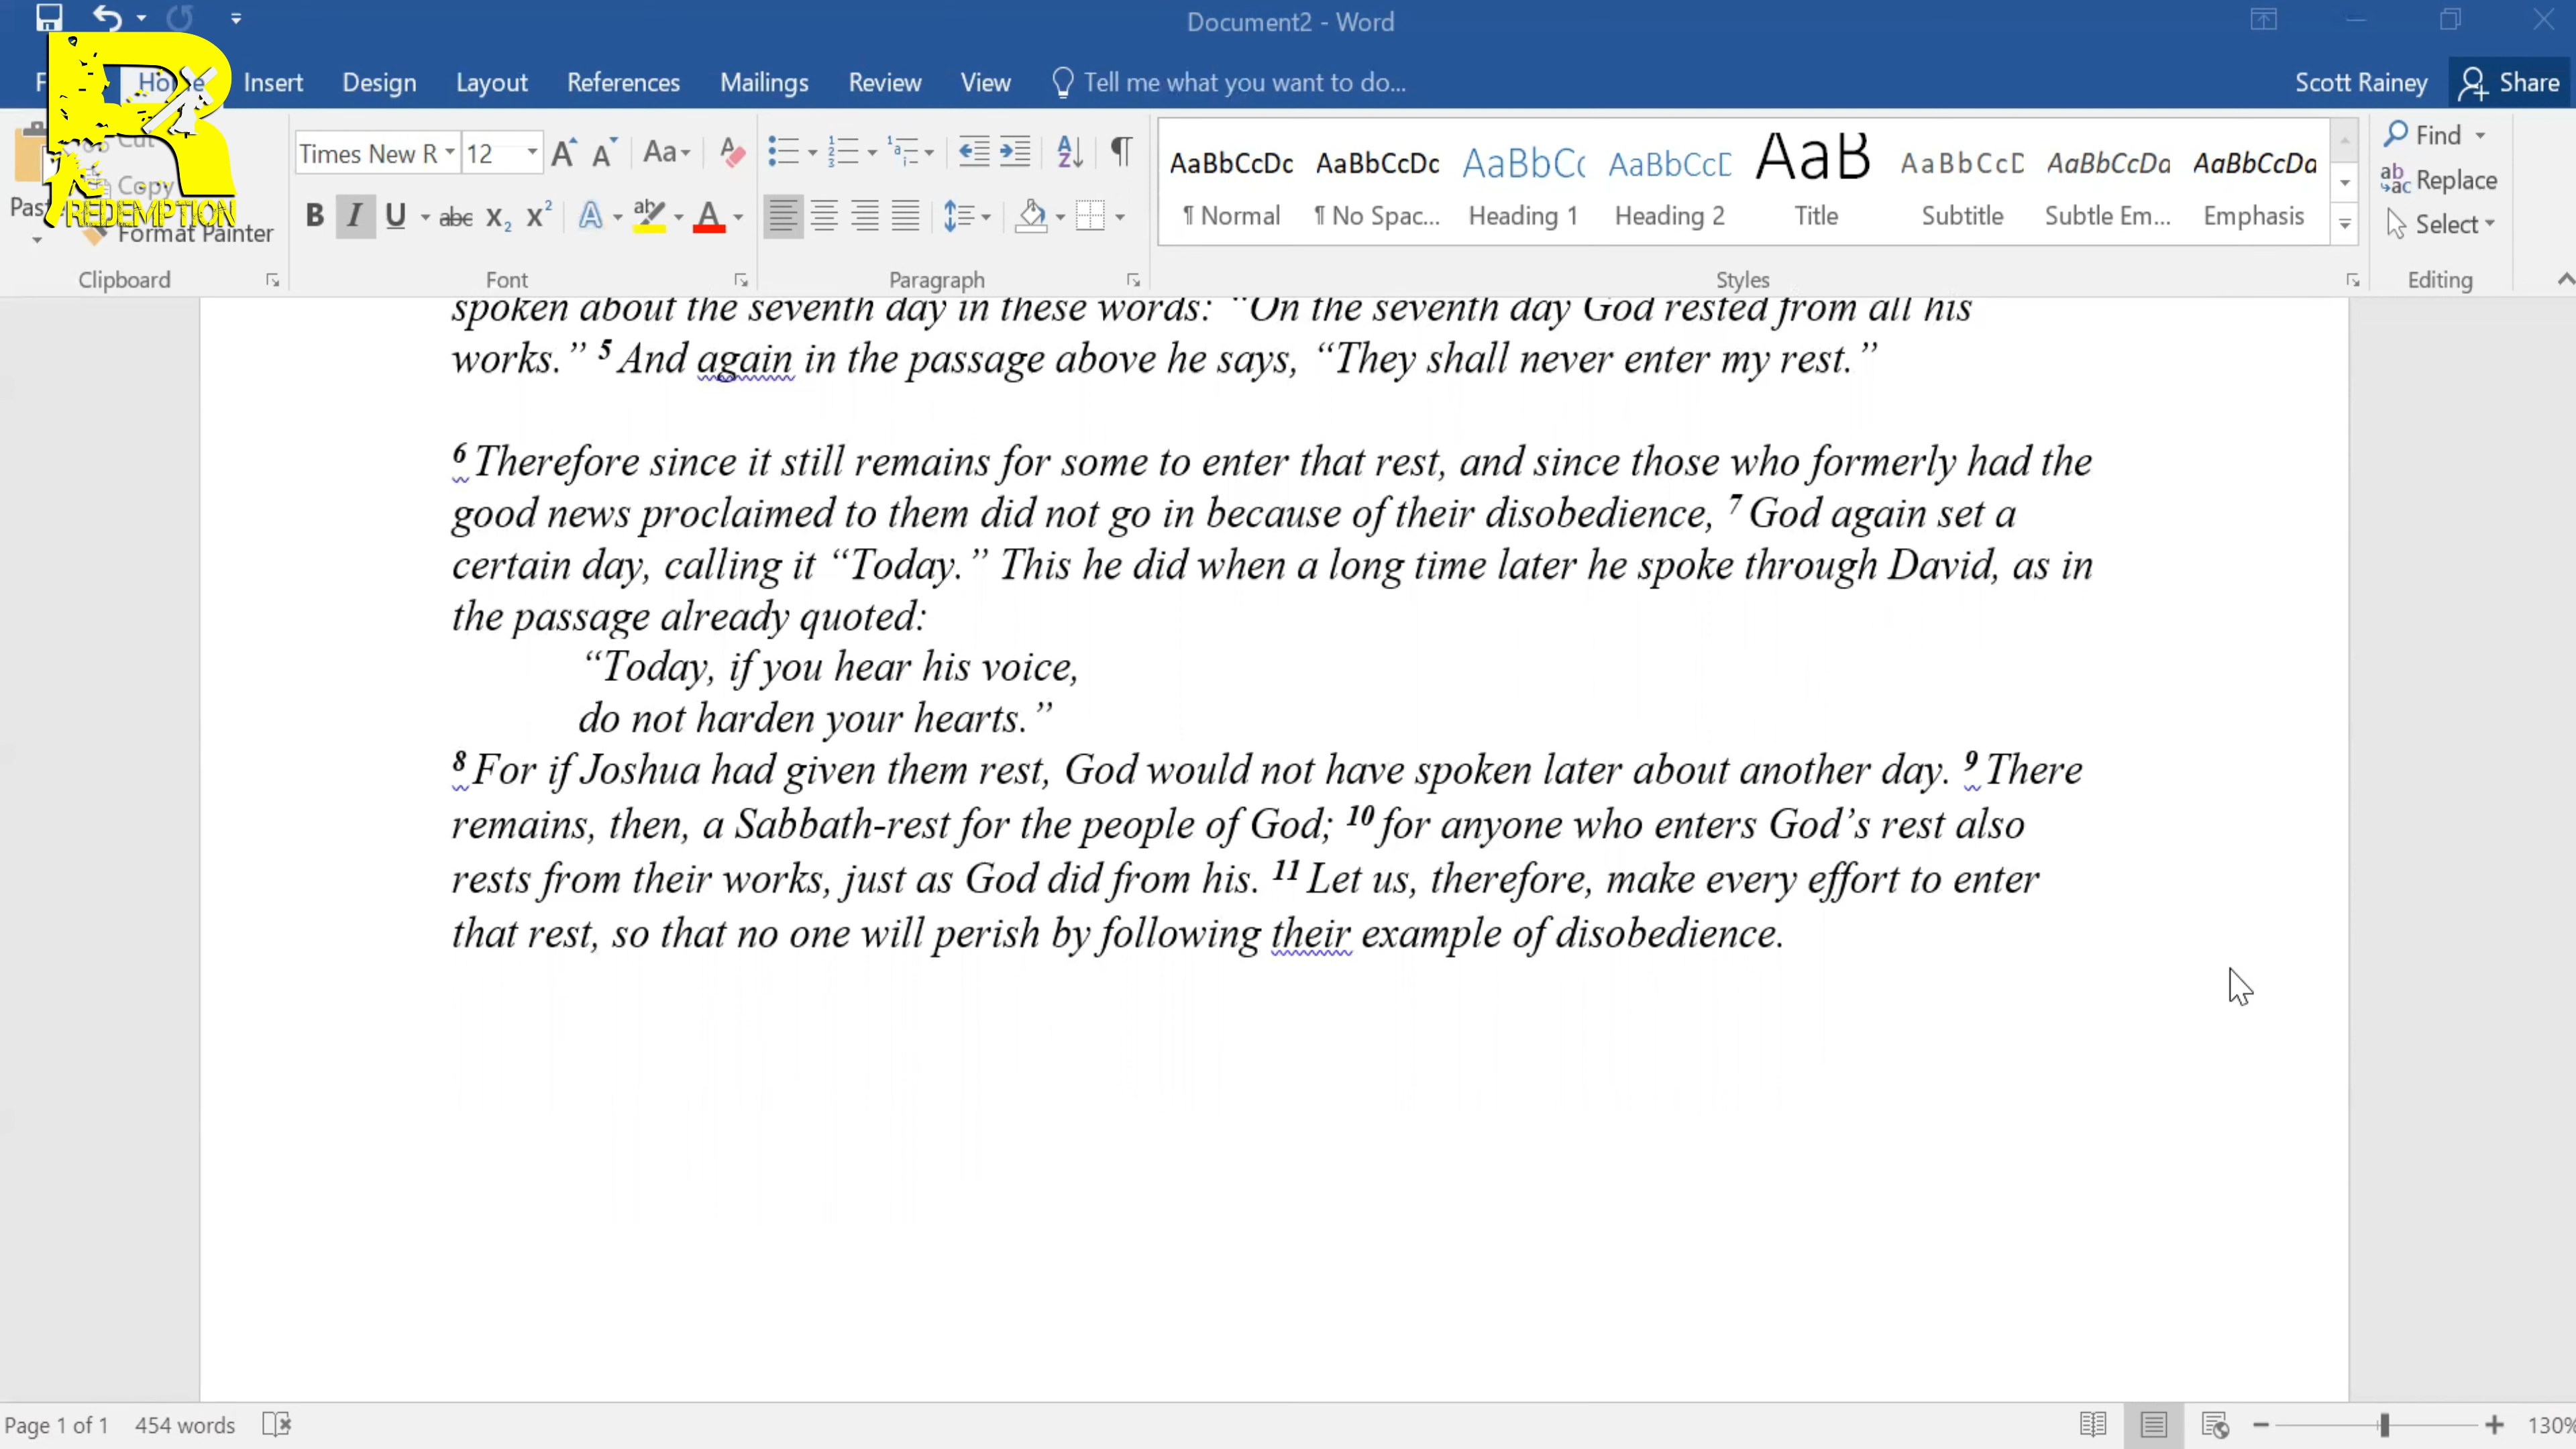 Document2 - Word
Home Insert Design Layout References Mailings Review View Tell me what you want to do... Scott Rainey Share
REDEMPTION
Cut
Copy
Format Painter
Clipboard
Times New R 12
Font
Paragraph
AaBbCcDc AaBbCcDc AaBbCc AaBbCcD AaB AaBbCcD AaBbCcDa AaBbCcDa
¶ Normal ¶ No Spac... Heading 1 Heading 2 Title Subtitle Subtle Em... Emphasis
Styles
Find
Replace
Select
Editing
spoken about the seventh day in these words: “On the seventh day God rested from all his
works.” 5 And again in the passage above he says, “They shall never enter my rest.”
6 Therefore since it still remains for some to enter that rest, and since those who formerly had the
good news proclaimed to them did not go in because of their disobedience, 7 God again set a
certain day, calling it “Today.” This he did when a long time later he spoke through David, as in
the passage already quoted:
“Today, if you hear his voice,
do not harden your hearts.”
8 For if Joshua had given them rest, God would not have spoken later about another day. 9 There
remains, then, a Sabbath-rest for the people of God; 10 for anyone who enters God’s rest also
rests from their works, just as God did from his. 11 Let us, therefore, make every effort to enter
that rest, so that no one will perish by following their example of disobedience.
Page 1 of 1 454 words
130%